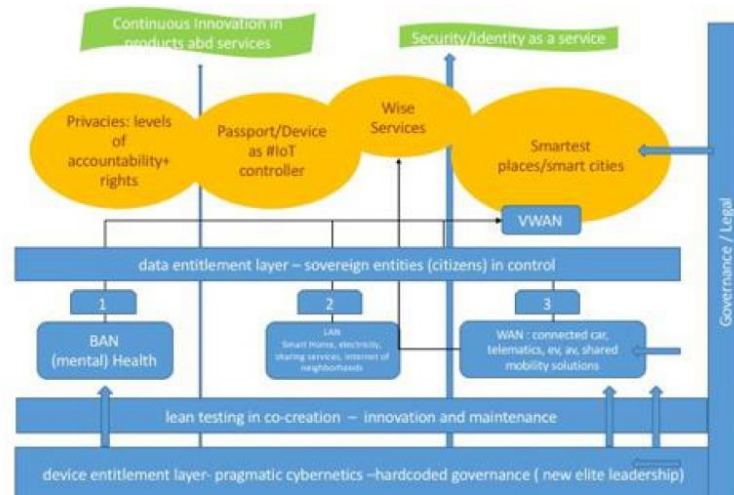 Continuous Innovation in
products abd services
Security/Identity as a service
Privacies: levels
of
accountability+
rights
Passport/Device
as #IoT
controller
Wise
Services
Smartest
places/smart cities
VWAN
data entitlement layer – sovereign entities (citizens) in control
1
2
3
BAN
(mental) Health
LAN
Smart Home, electricity,
sharing services, internet of
neighborhoods
WAN : connected car,
telematics, ev, av, shared
mobility solutions
lean testing in co-creation – innovation and maintenance
device entitlement layer- pragmatic cybernetics –hardcoded governance ( new elite leadership)
Governance / Legal